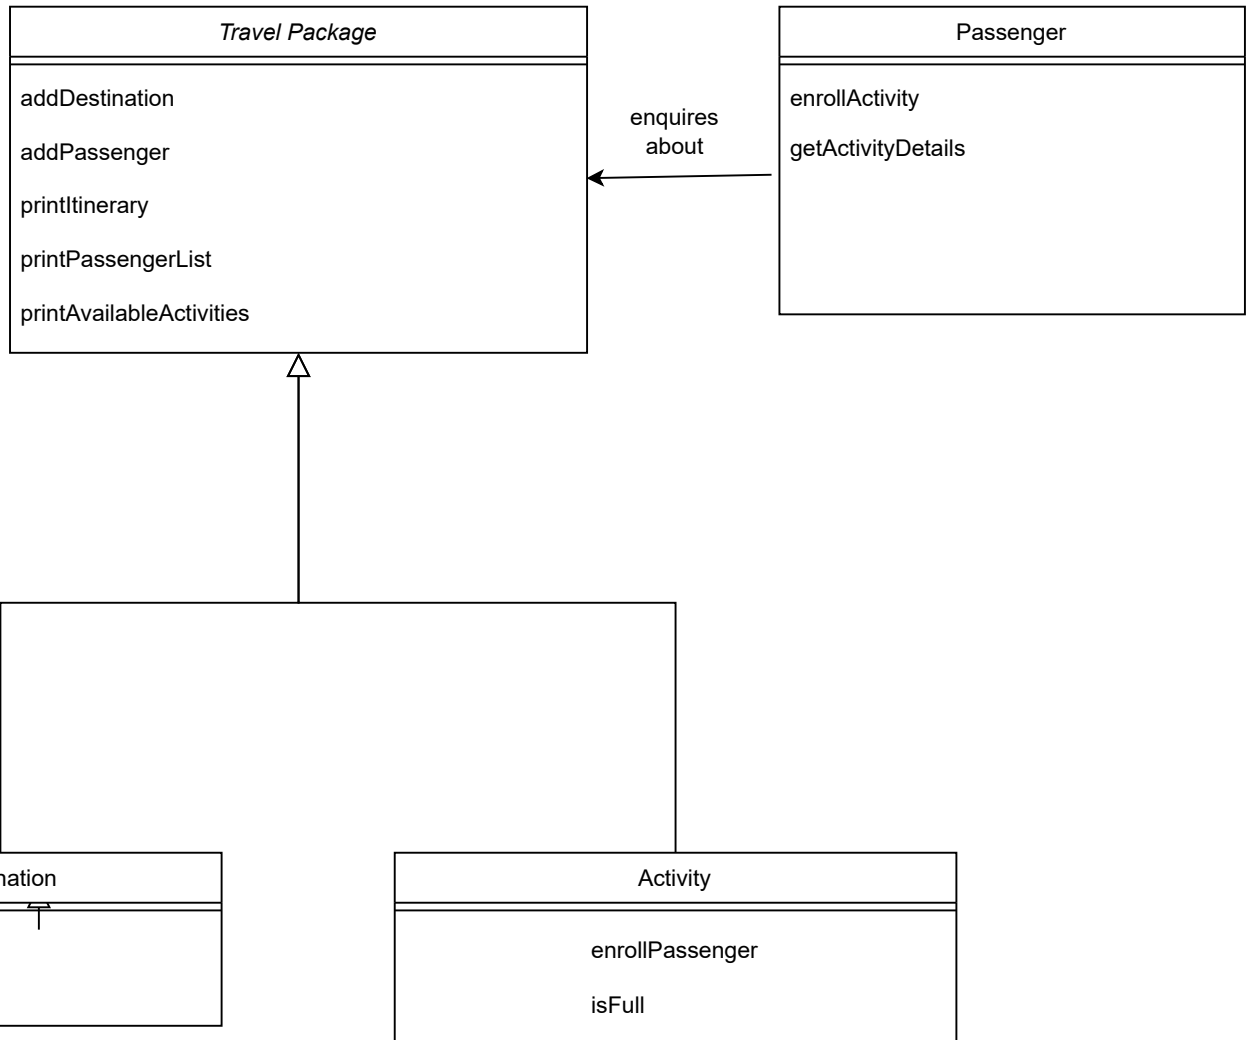 Travel Package
addDestination
addPassenger
printItinerary
printPassengerList
printAvailableActivities
enquires
about
Passenger
enrollActivity
getActivityDetails
nation
Activity
enrollPassenger
isFull